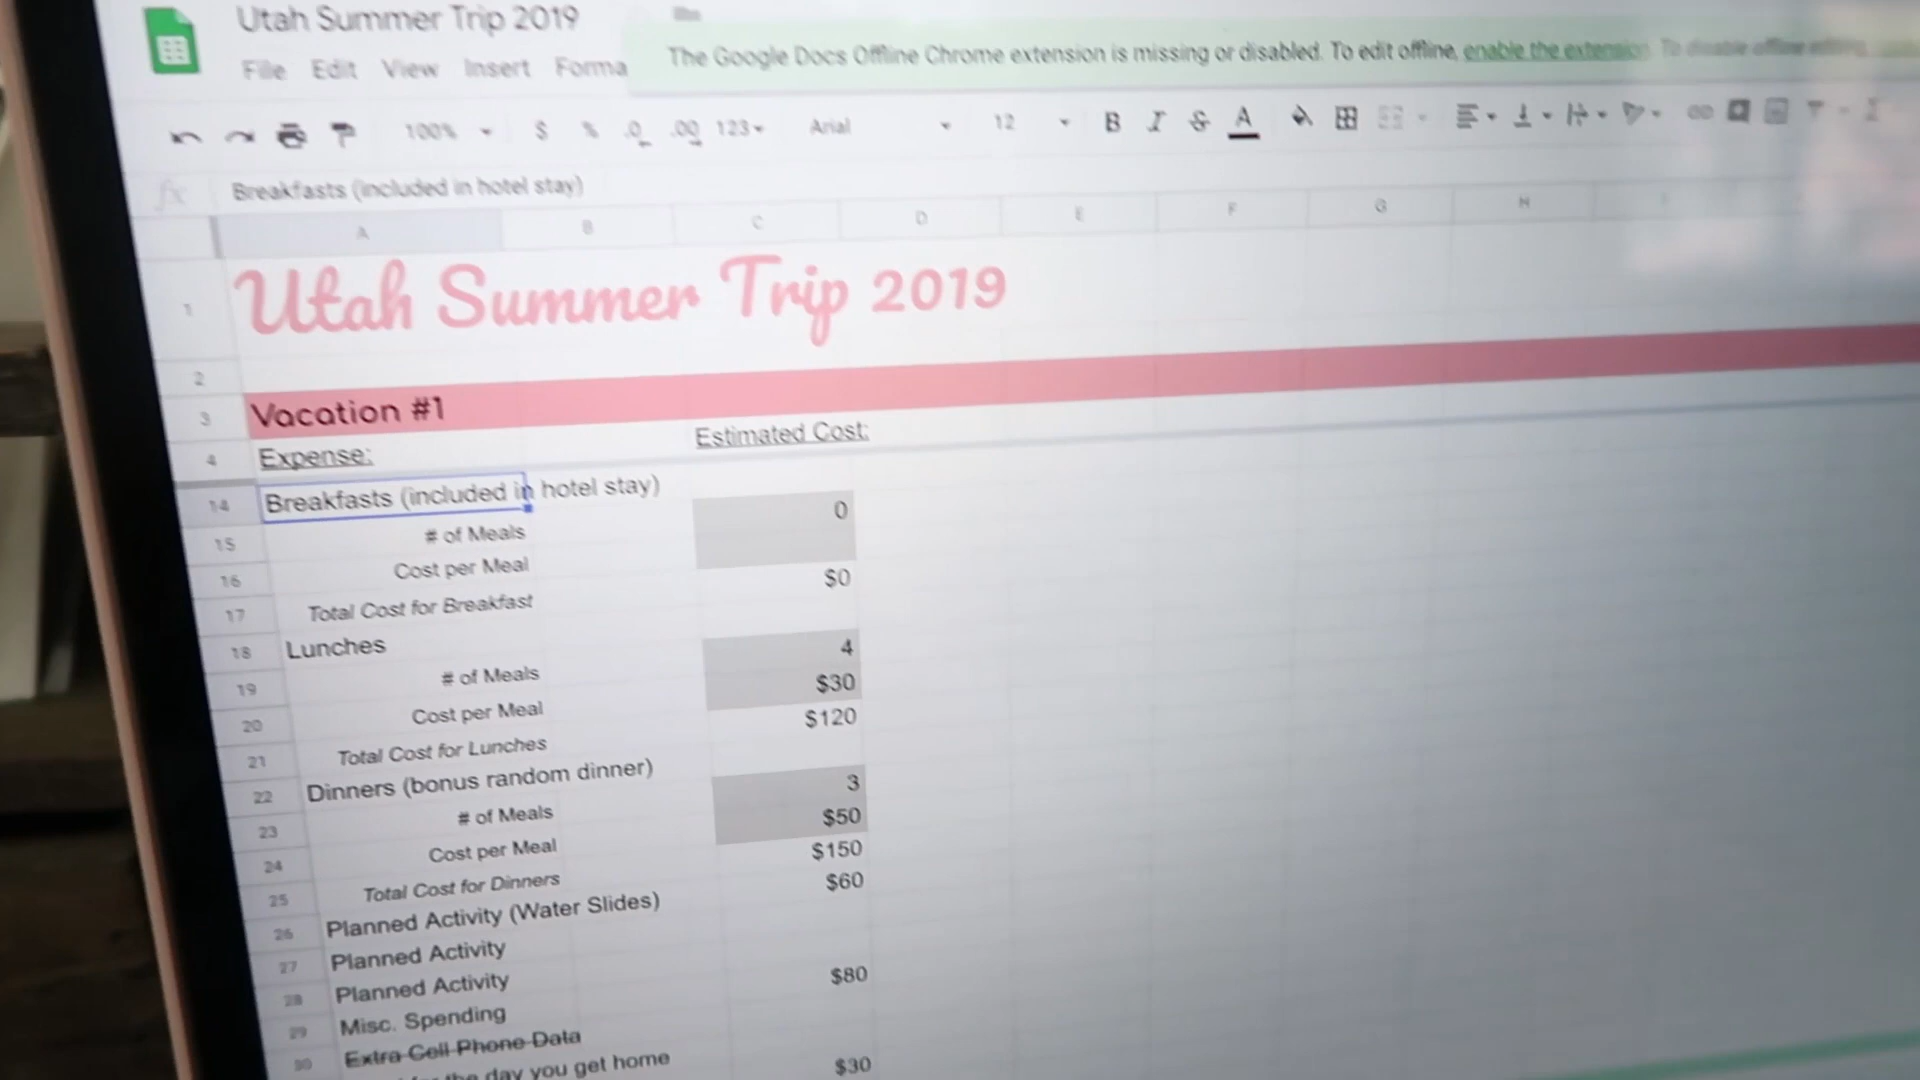 Utah Summer Trip 2019
File Edit View Insert Forma
The Google Docs Offline Chrome extension is missing or disabled. To edit offline, enable the extension
100% $ % .0 .00 123 Arial 12 B I S A
fx Breakfasts (included in hotel stay)
A B C D E F G H
1 Utah Summer Trip 2019
2
3 Vacation #1
4 Expense: Estimated Cost:
14 Breakfasts (included in hotel stay)
15 # of Meals 0
16 Cost per Meal
17 Total Cost for Breakfast $0
18 Lunches
19 # of Meals 4
20 Cost per Meal $30
21 Total Cost for Lunches $120
22 Dinners (bonus random dinner)
23 # of Meals 3
24 Cost per Meal $50
25 Total Cost for Dinners $150
26 Planned Activity (Water Slides) $60
27 Planned Activity
28 Planned Activity
29 Misc. Spending $80
30 Extra Cell Phone Data
the day you get home $30